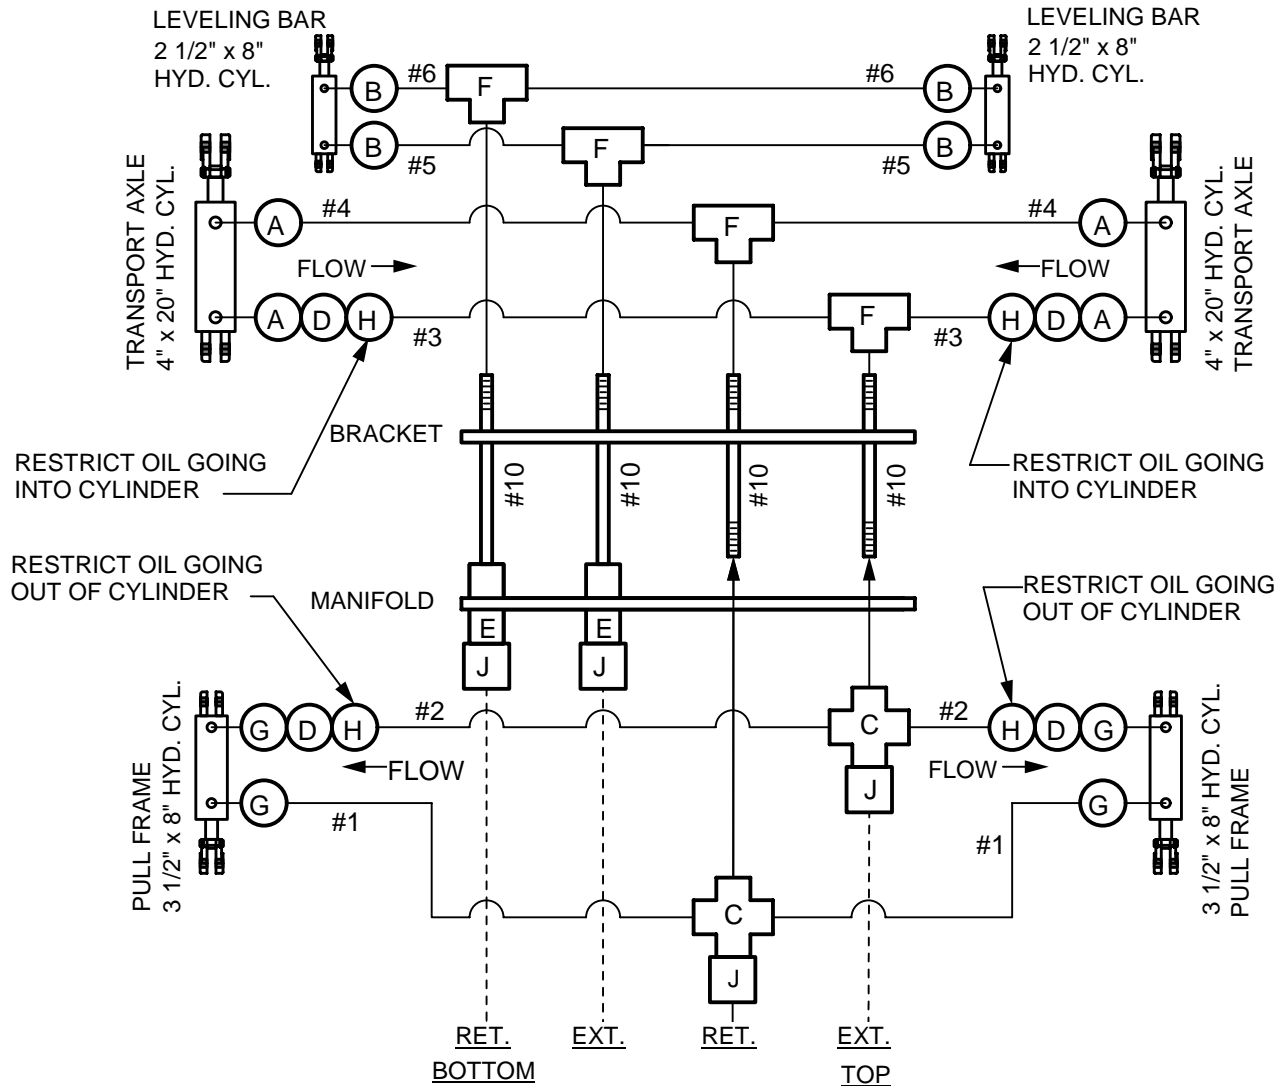 LEVELING BAR
2 1/2" x 8"
HYD. CYL.
LEVELING BAR
2 1/2" x 8"
HYD. CYL.
#6
#6
B
F
B
B
F
B
#5
#5
TRANSPORT AXLE
4" x 20" HYD. CYL.
4" x 20" HYD. CYL.
TRANSPORT AXLE
#4
#4
A
F
A
FLOW
FLOW
A
D
H
F
H
D
A
#3
#3
BRACKET
RESTRICT OIL GOING
INTO CYLINDER
RESTRICT OIL GOING
INTO CYLINDER
#10
#10
#10
#10
RESTRICT OIL GOING
OUT OF CYLINDER
RESTRICT OIL GOING
OUT OF CYLINDER
MANIFOLD
E
E
J
J
PULL FRAME
3 1/2" x 8" HYD. CYL.
3 1/2" x 8" HYD. CYL.
PULL FRAME
#2
#2
G
D
H
C
H
D
G
FLOW
FLOW
J
G
G
#1
#1
C
J
RET.
EXT.
RET.
EXT.
BOTTOM
TOP